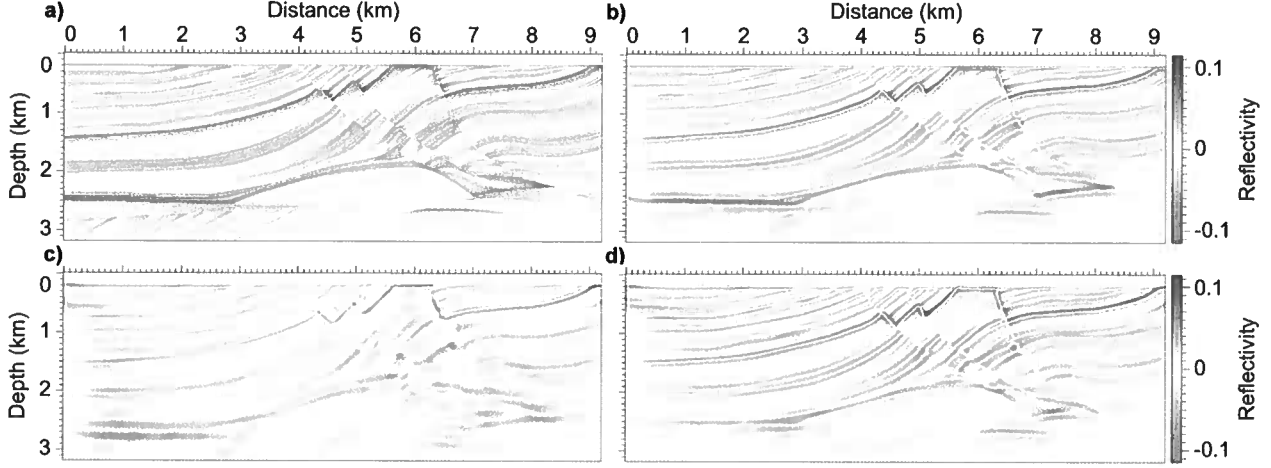 a) Distance (km) b) Distance (km)
0 1 2 3 4 5 6 7 8 9 0 1 2 3 4 5 6 7 8 9
0 0.1
1
Depth (km) 0 Reflectivity
2
3 -0.1
c) d)
0 0.1
1
Depth (km) 0 Reflectivity
2
3 -0.1